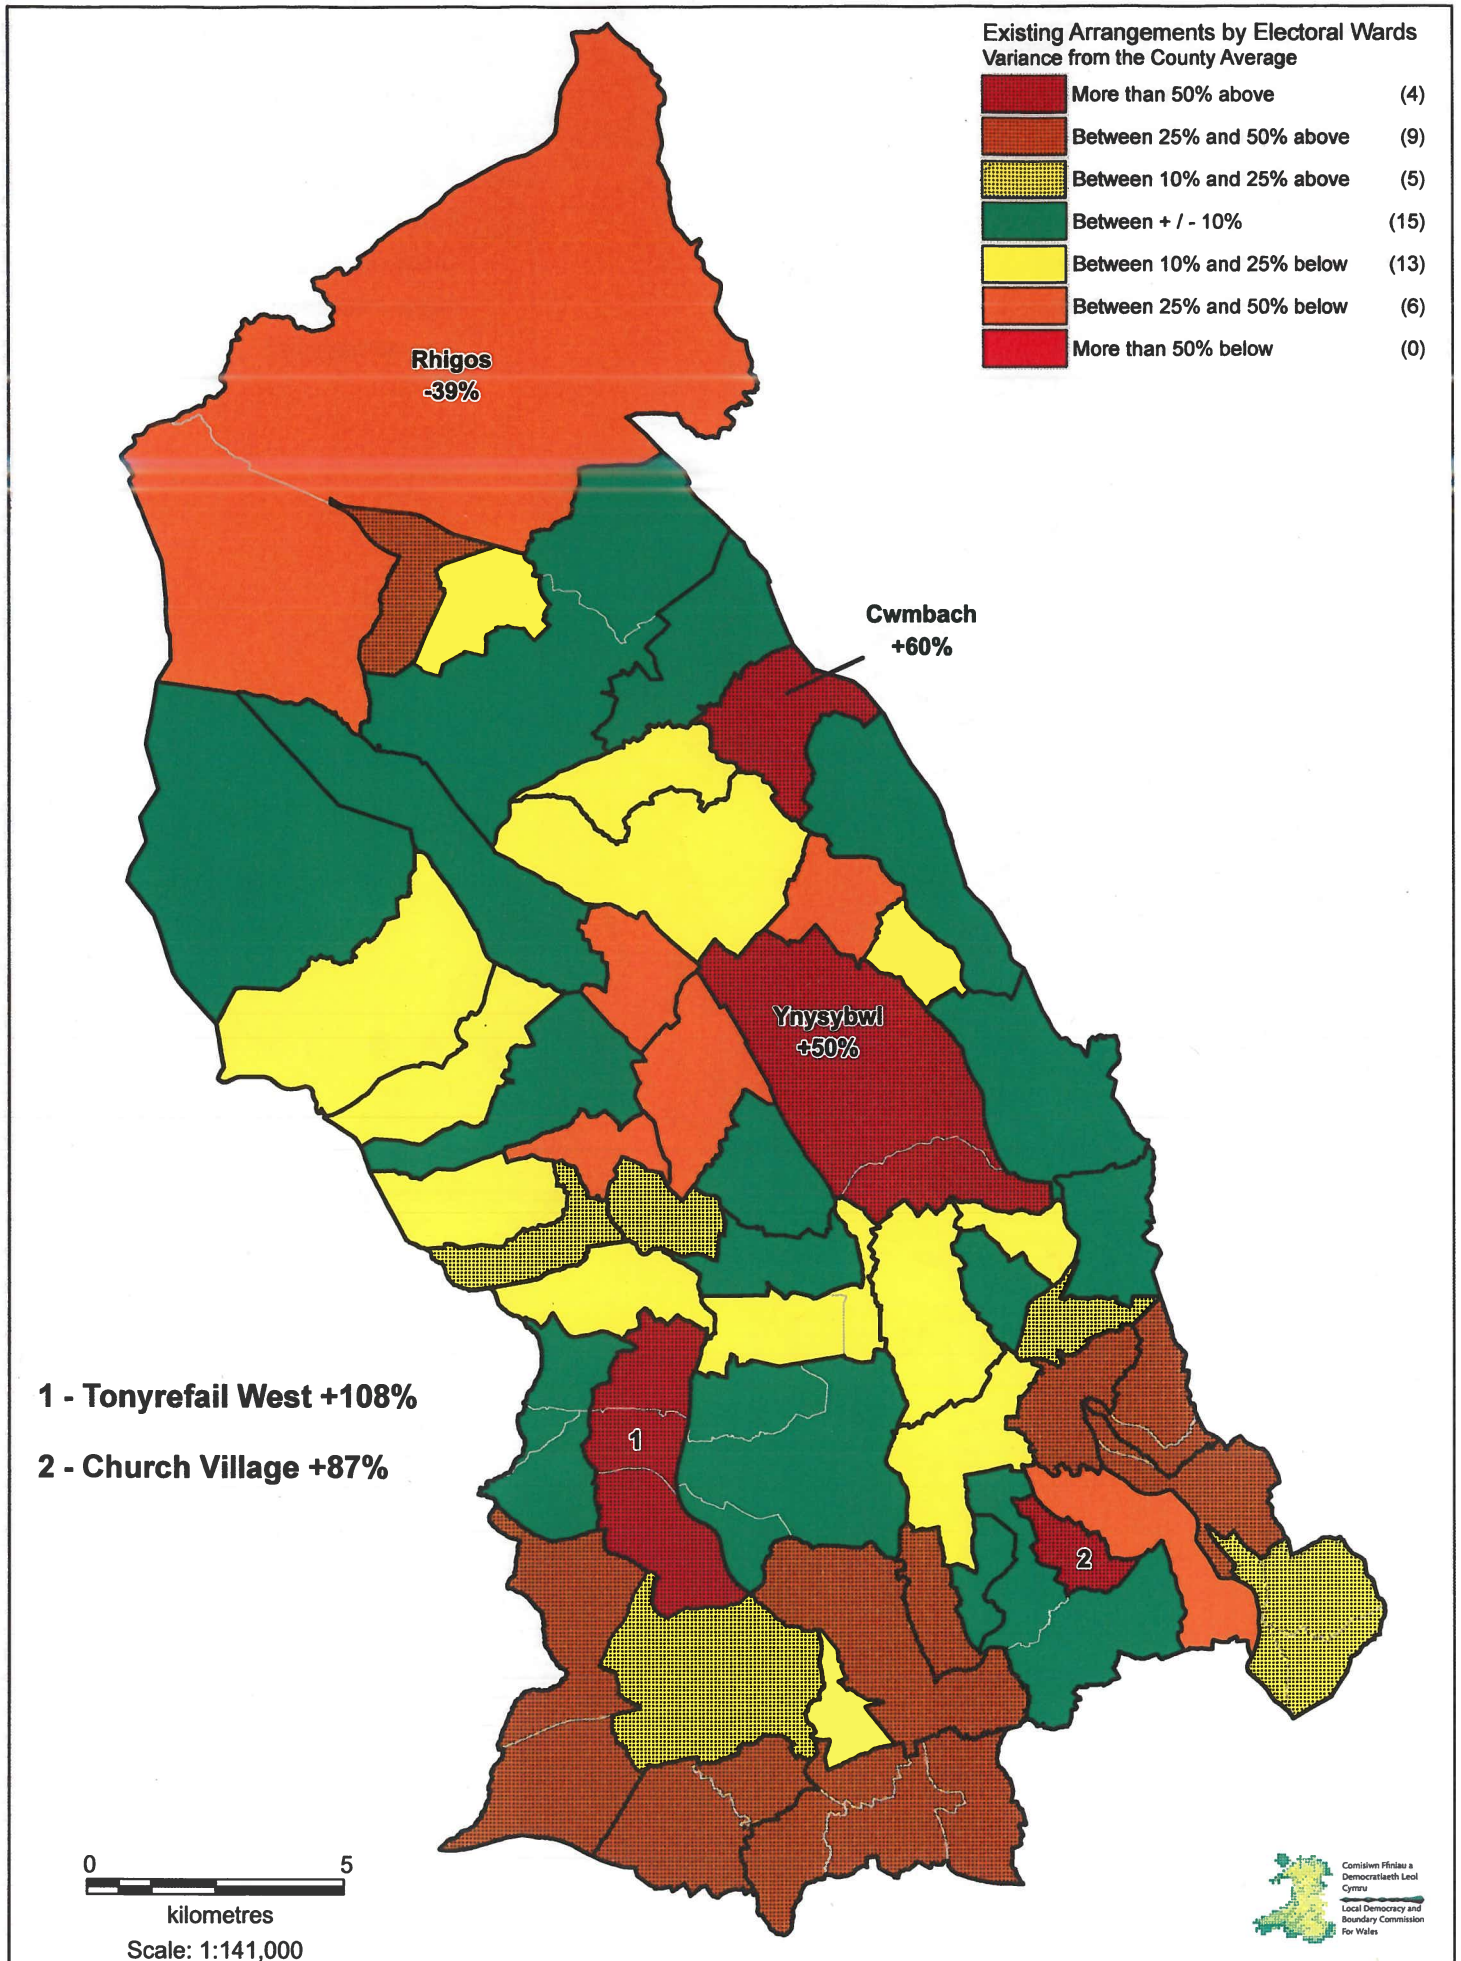 Existing Arrangements by Electoral Wards
Variance from the County Average
More than 50% above (4)
Between 25% and 50% above (9)
Between 10% and 25% above (5)
Between + / - 10% (15)
Between 10% and 25% below (13)
Between 25% and 50% below (6)
More than 50% below (0)
Rhigos
-39%
Cwmbach
+60%
Ynysybwl
+50%
1 - Tonyrefail West +108%
2 - Church Village +87%
1
2
0 5
kilometres
Scale: 1:141,000
Comisiwn Ffiniau a
Democratiaeth Leol
Cymru
Local Democracy and
Boundary Commission
For Wales